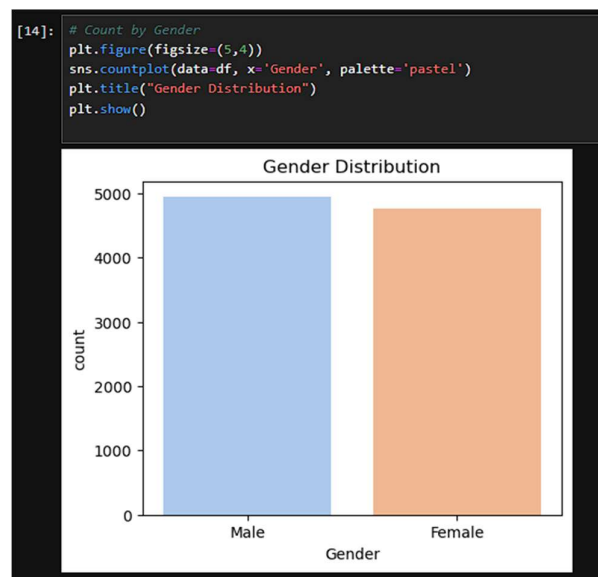 [14]: # Count by Gender
plt.figure(figsize=(5,4))
sns.countplot(data=df, x='Gender', palette='pastel')
plt.title("Gender Distribution")
plt.show()
Gender Distribution
5000
4000
3000
2000
1000
0
count
Male Female
Gender